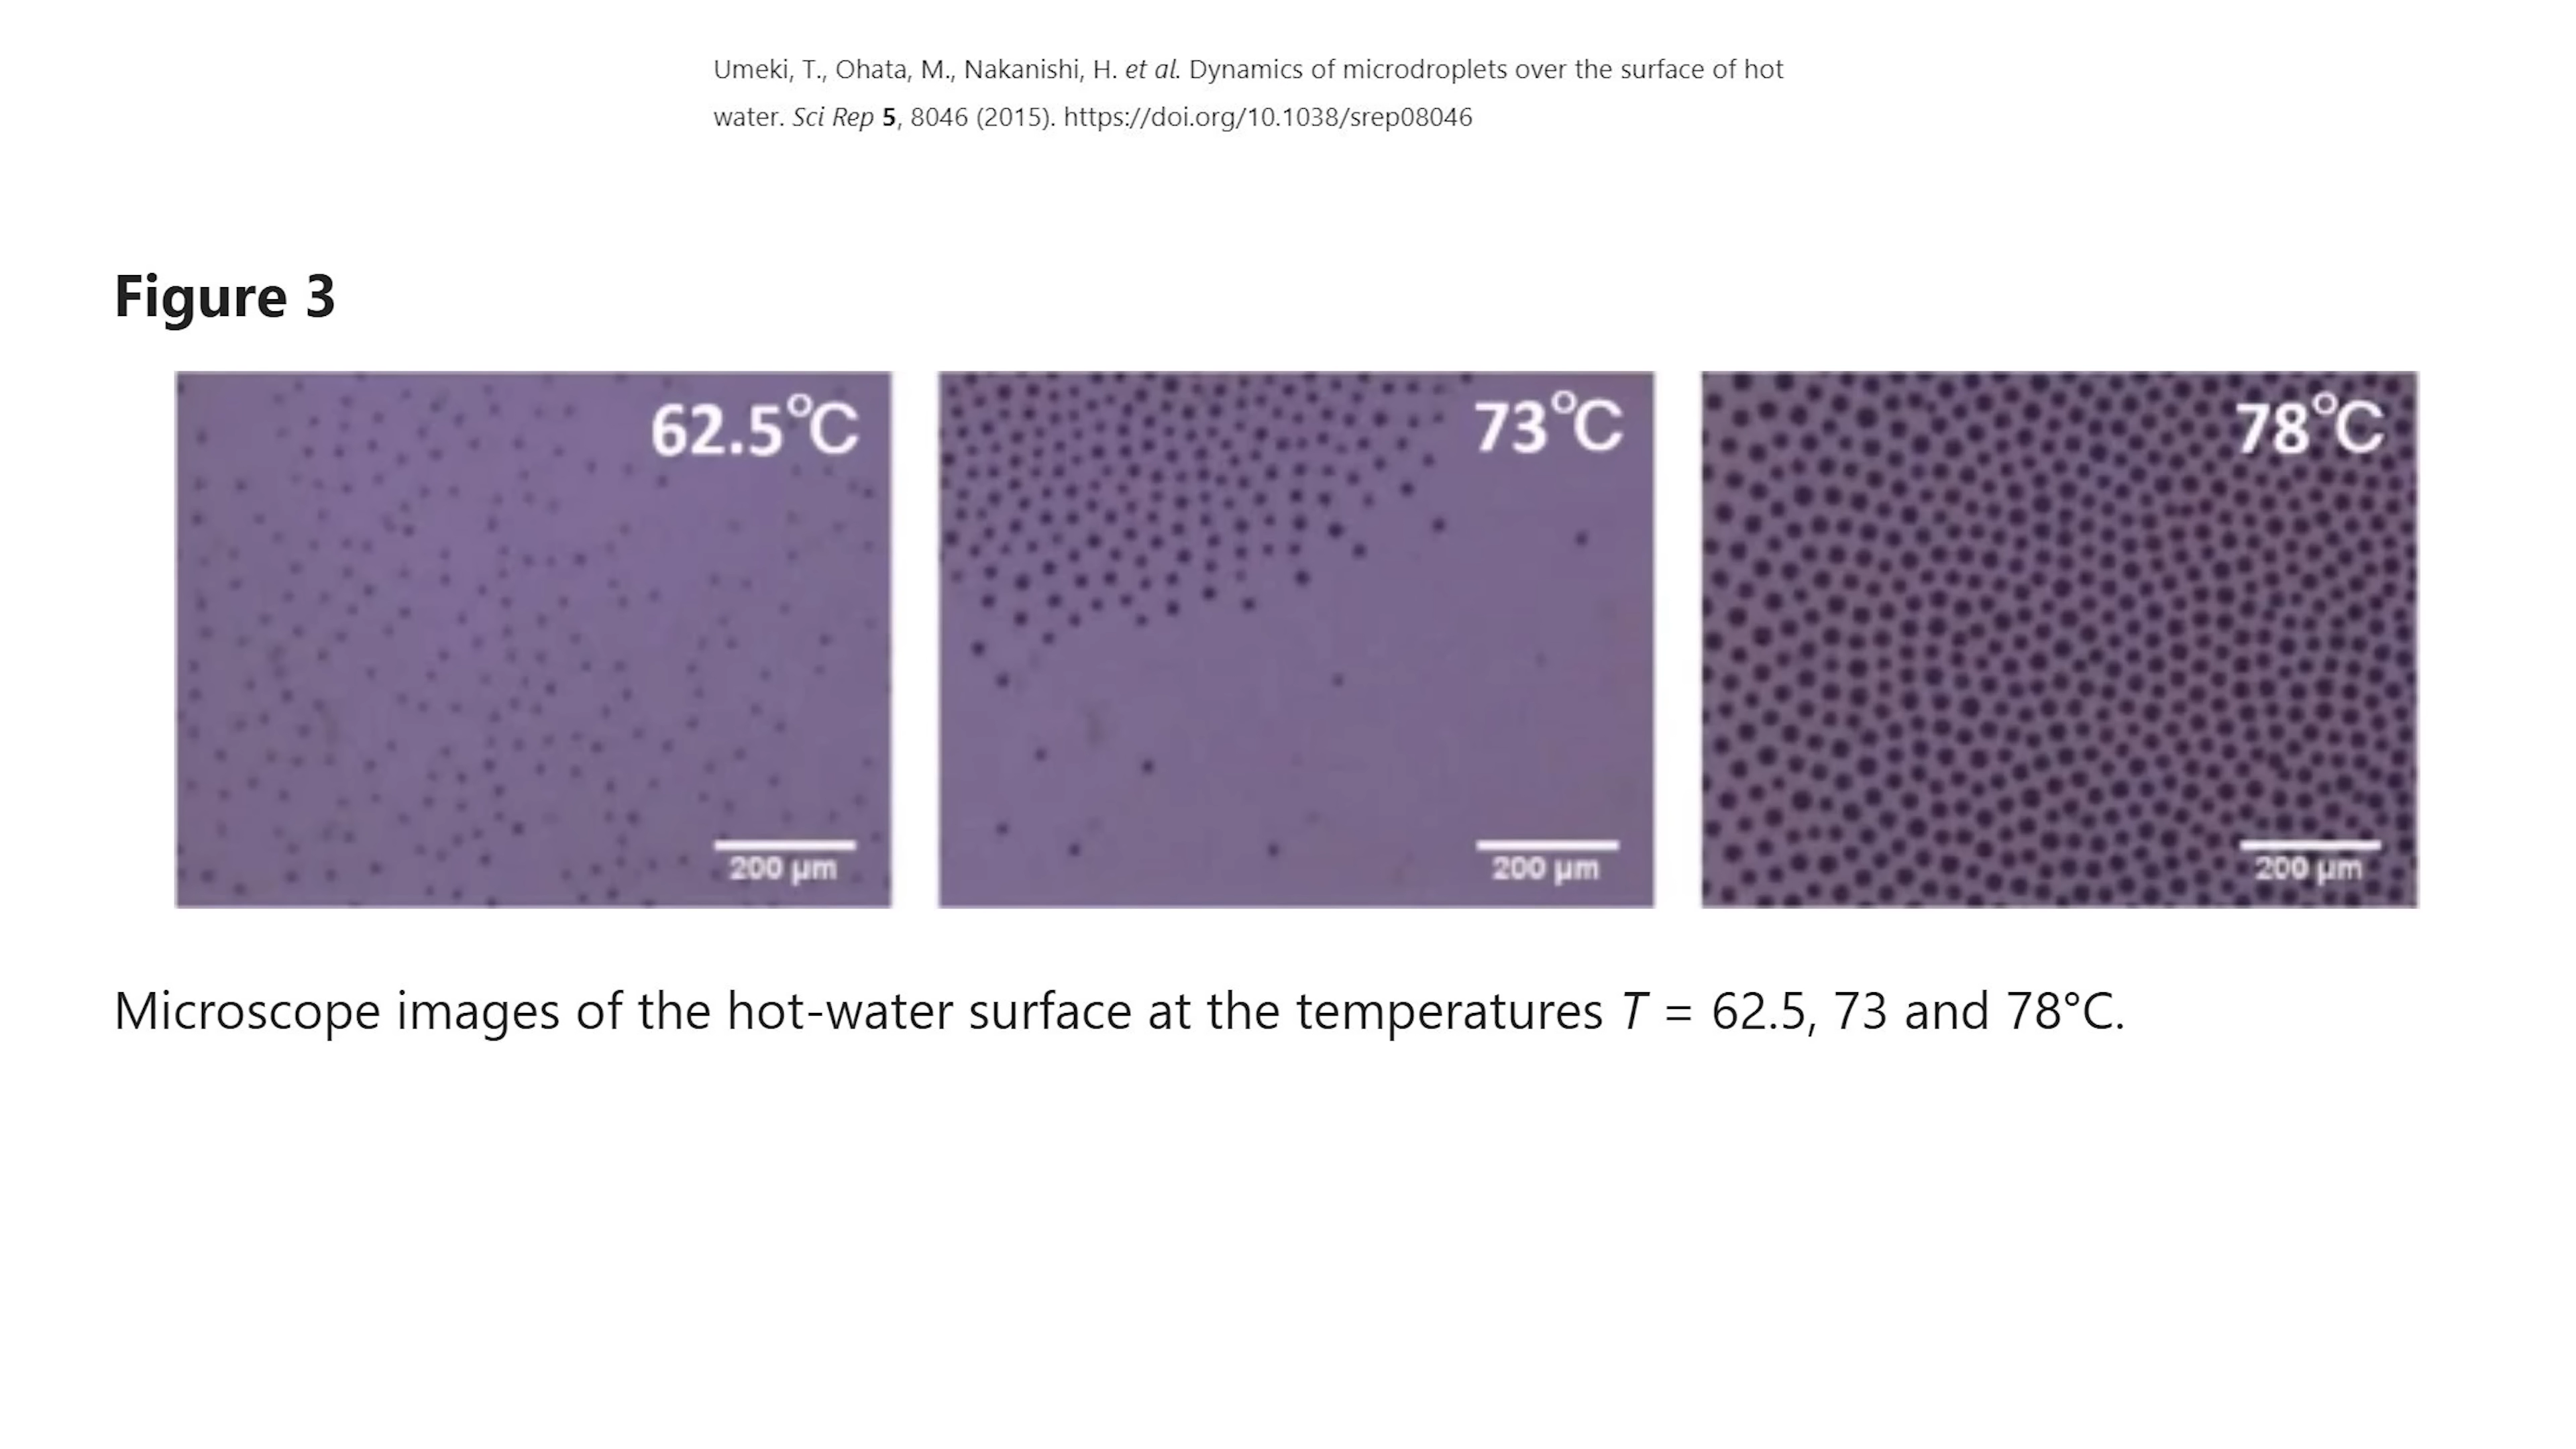 Umeki, T., Ohata, M., Nakanishi, H. et al. Dynamics of microdroplets over the surface of hot
water. Sci Rep 5, 8046 (2015). https://doi.org/10.1038/srep08046
Figure 3
62.5℃
73℃
78℃
200 μm
200 μm
200 μm
Microscope images of the hot-water surface at the temperatures T = 62.5, 73 and 78°C.